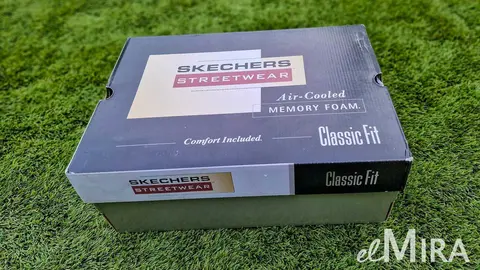 SKECHERS
STREETWEAR
Air-Cooled
MEMORY FOAM.
Comfort Included.
Classic Fit
SKECHERS
STREETWEAR
Classic Fit
elMIRA